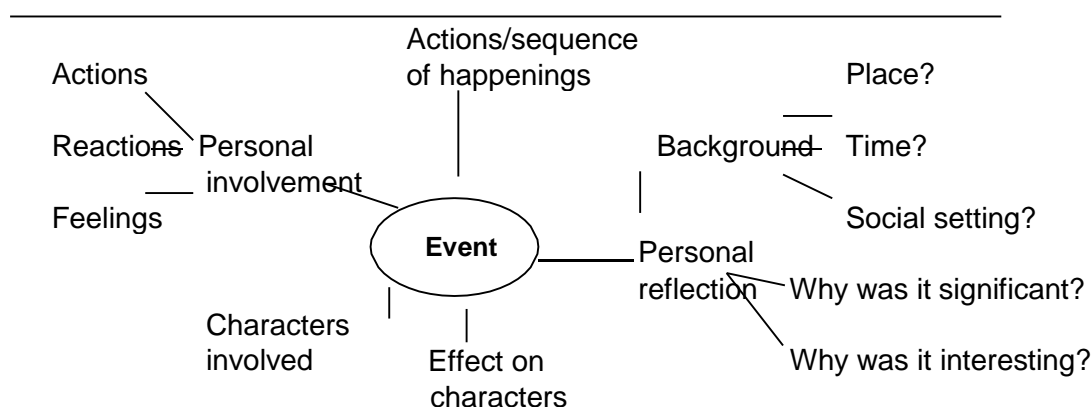 Actions/sequence
of happenings
Actions
Reactions
Feelings
Personal
involvement
Event
Background
Place?
Time?
Social setting?
Personal
reflection
Why was it significant?
Why was it interesting?
Characters
involved
Effect on
characters